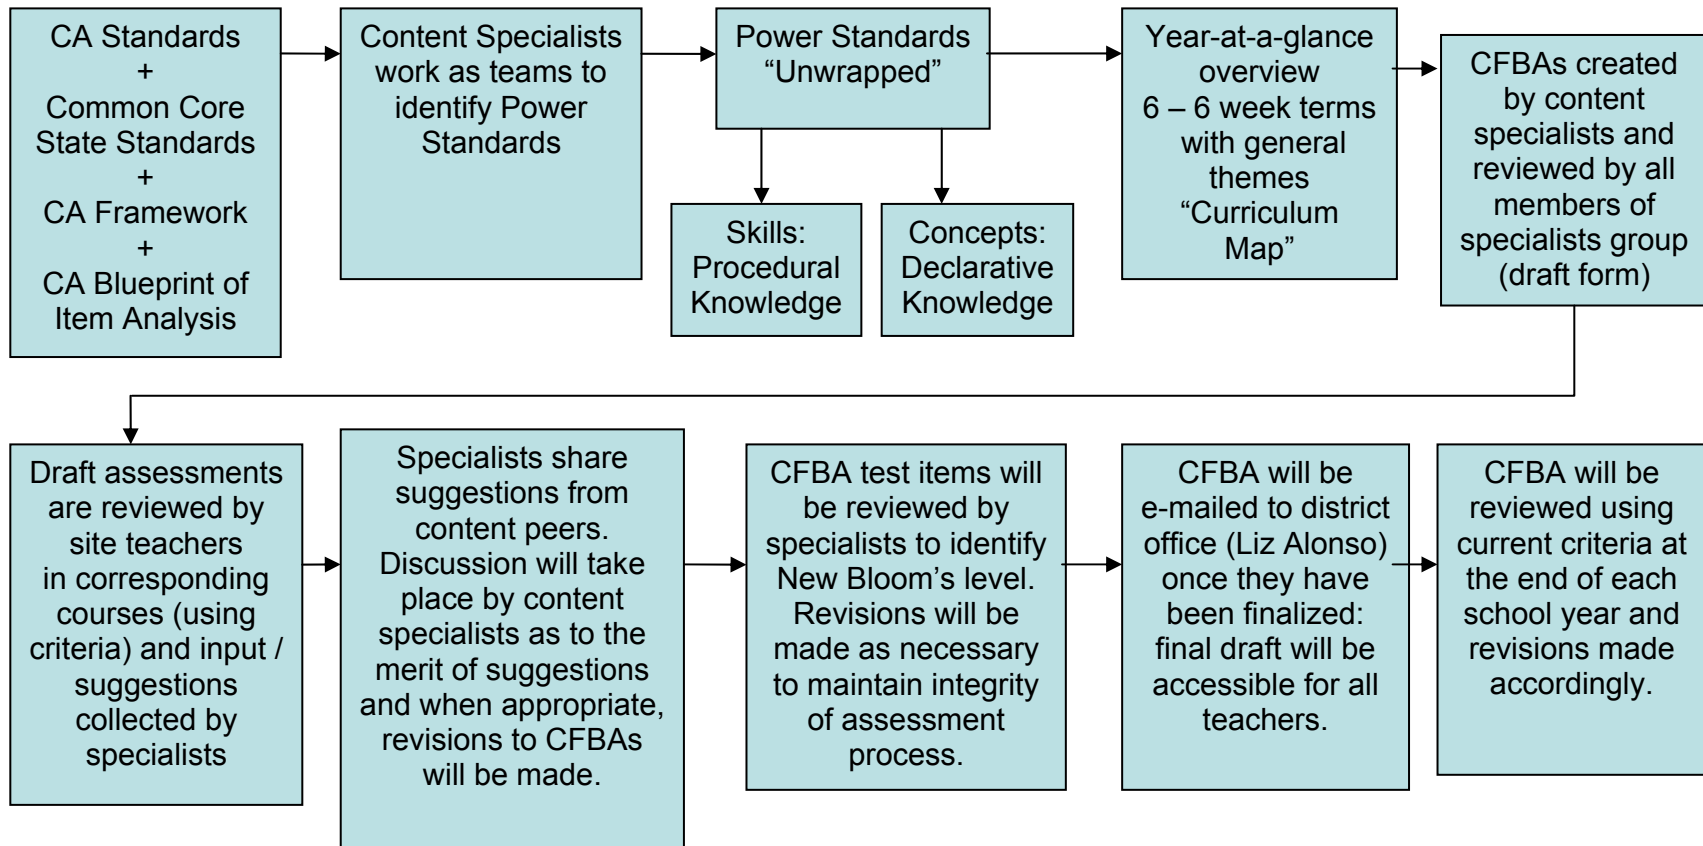 CA Standards
+
Common Core
State Standards
+
CA Framework
+
CA Blueprint of
Item Analysis
Content Specialists
work as teams to
identify Power
Standards
Power Standards
“Unwrapped”
Skills:
Procedural
Knowledge
Concepts:
Declarative
Knowledge
Year-at-a-glance
overview
6 – 6 week terms
with general
themes
“Curriculum
Map”
CFBAs created
by content
specialists and
reviewed by all
members of
specialists group
(draft form)
Draft assessments
are reviewed by
site teachers
in corresponding
courses (using
criteria) and input /
suggestions
collected by
specialists
Specialists share
suggestions from
content peers.
Discussion will take
place by content
specialists as to the
merit of suggestions
and when appropriate,
revisions to CFBAs
will be made.
CFBA test items will
be reviewed by
specialists to identify
New Bloom’s level.
Revisions will be
made as necessary
to maintain integrity
of assessment
process.
CFBA will be
e-mailed to district
office (Liz Alonso)
once they have
been finalized:
final draft will be
accessible for all
teachers.
CFBA will be
reviewed using
current criteria at
the end of each
school year and
revisions made
accordingly.